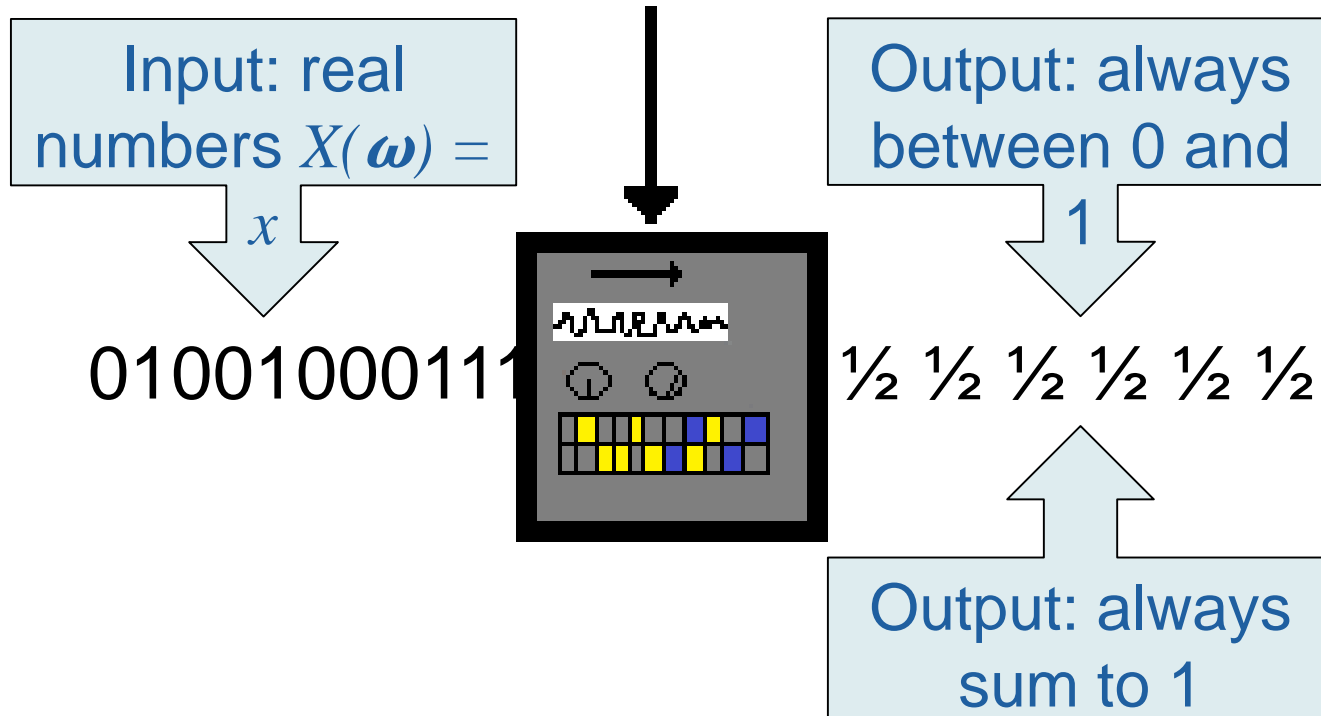 Input: real
numbers X(ω) =
x
Output: always
between 0 and
1
01001000111
½ ½ ½ ½ ½ ½
Output: always
sum to 1